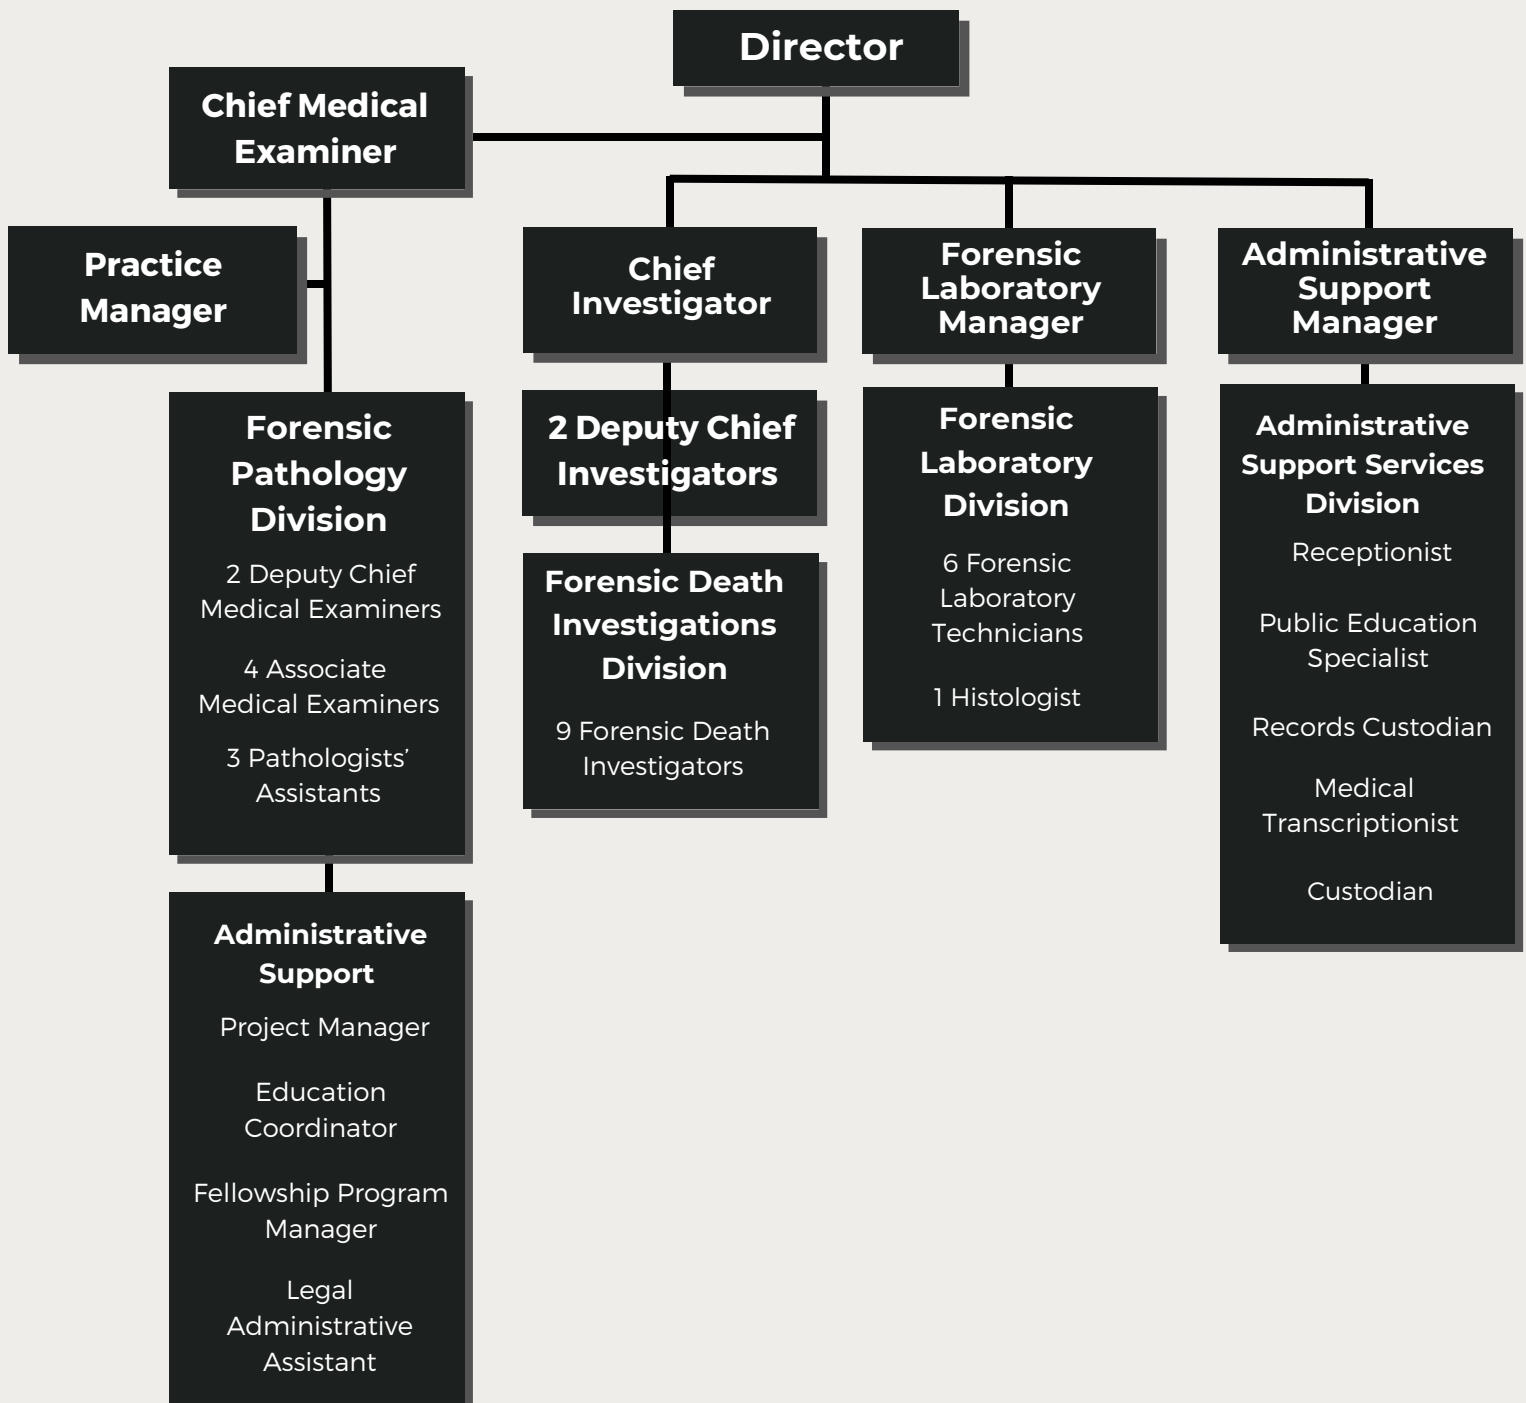 Director
Chief Medical
Examiner
Practice
Manager
Chief
Investigator
Forensic
Laboratory
Manager
Administrative
Support
Manager
Forensic
Pathology
Division
2 Deputy Chief
Medical Examiners
4 Associate
Medical Examiners
3 Pathologists’
Assistants
Administrative
Support
Project Manager
Education
Coordinator
Fellowship Program
Manager
Legal
Administrative
Assistant
2 Deputy Chief
Investigators
Forensic Death
Investigations
Division
9 Forensic Death
Investigators
Forensic
Laboratory
Division
6 Forensic
Laboratory
Technicians
1 Histologist
Administrative
Support Services
Division
Receptionist
Public Education
Specialist
Records Custodian
Medical
Transcriptionist
Custodian